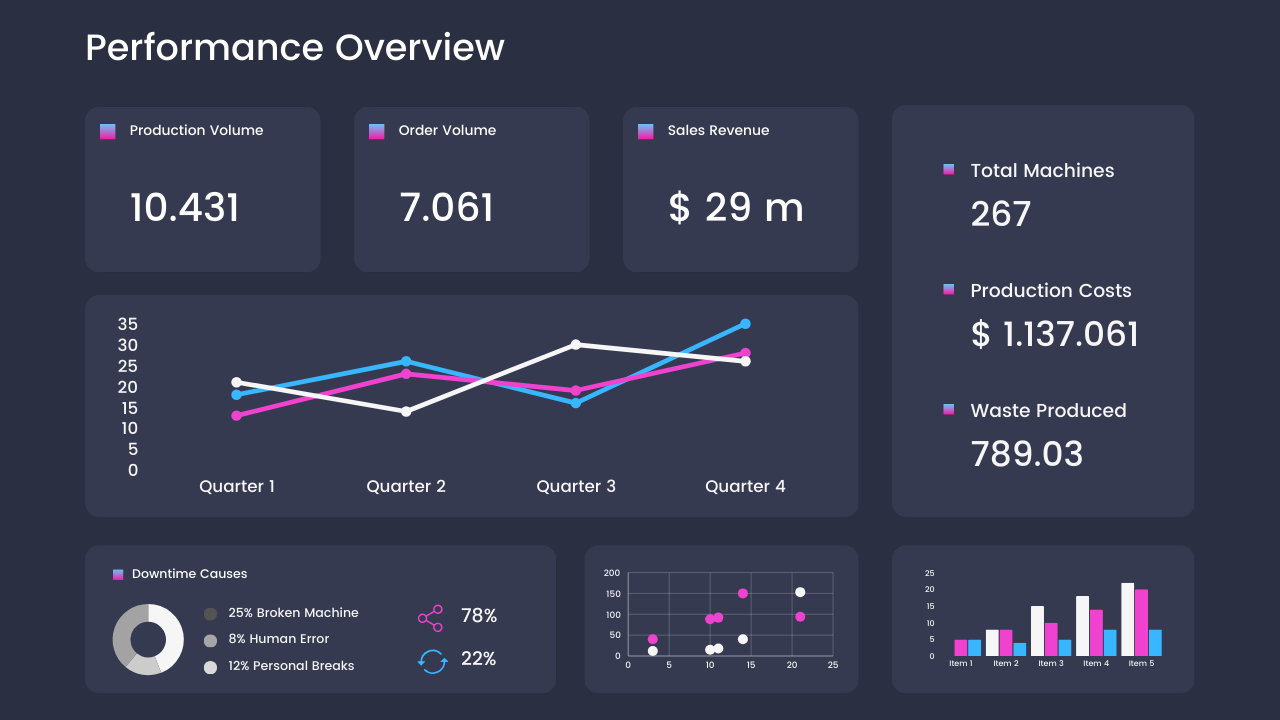 Performance Overview
Production Volume
10.431
Order Volume
7.061
Sales Revenue
$ 29 m
Total Machines
267
Production Costs
$ 1.137.061
Waste Produced
789.03
35
30
25
20
15
10
5
0
Quarter 1 Quarter 2 Quarter 3 Quarter 4
Downtime Causes
25% Broken Machine
8% Human Error
12% Personal Breaks
78%
22%
200
150
100
50
0
0 5 10 15 20 25
25
20
15
10
5
0
Item 1 Item 2 Item 3 Item 4 Item 5